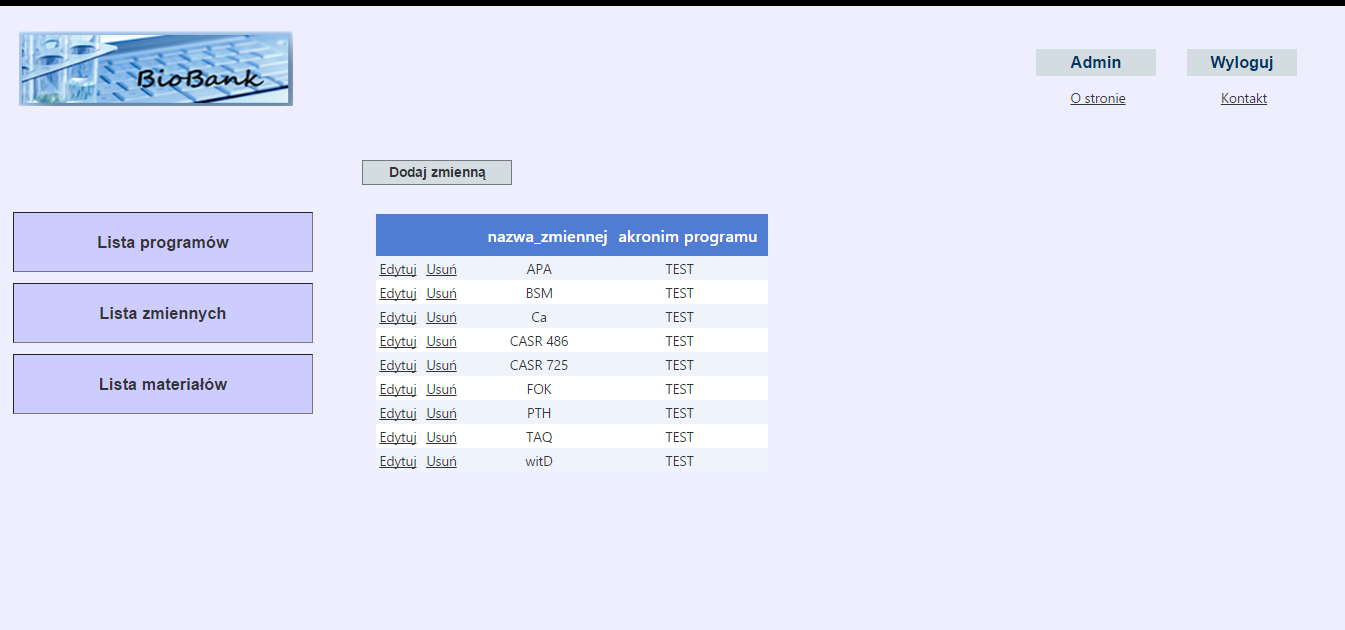 BioBank
Admin Wyloguj
O stronie Kontakt
Dodaj zmienną
Lista programów
Lista zmiennych
Lista materiałów
nazwa_zmiennej akronim programu
Edytuj Usuń APA TEST
Edytuj Usuń BSM TEST
Edytuj Usuń Ca TEST
Edytuj Usuń CASR 486 TEST
Edytuj Usuń CASR 725 TEST
Edytuj Usuń FOK TEST
Edytuj Usuń PTH TEST
Edytuj Usuń TAQ TEST
Edytuj Usuń witD TEST